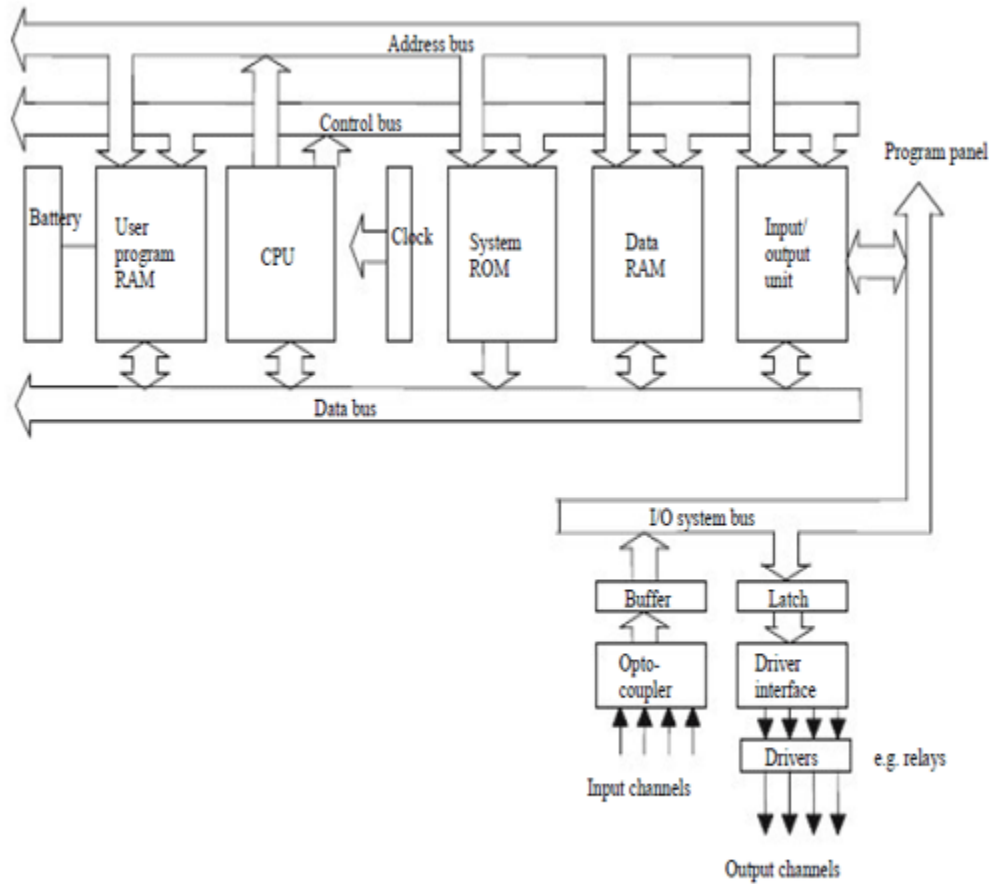 Address bus
Control bus
Program panel
Battery
User
program
RAM
CPU
Clock
System
ROM
Data
RAM
Input/
output
unit
Data bus
I/O system bus
Buffer
Latch
Opto-
coupler
Driver
interface
Drivers
e.g. relays
Input channels
Output channels